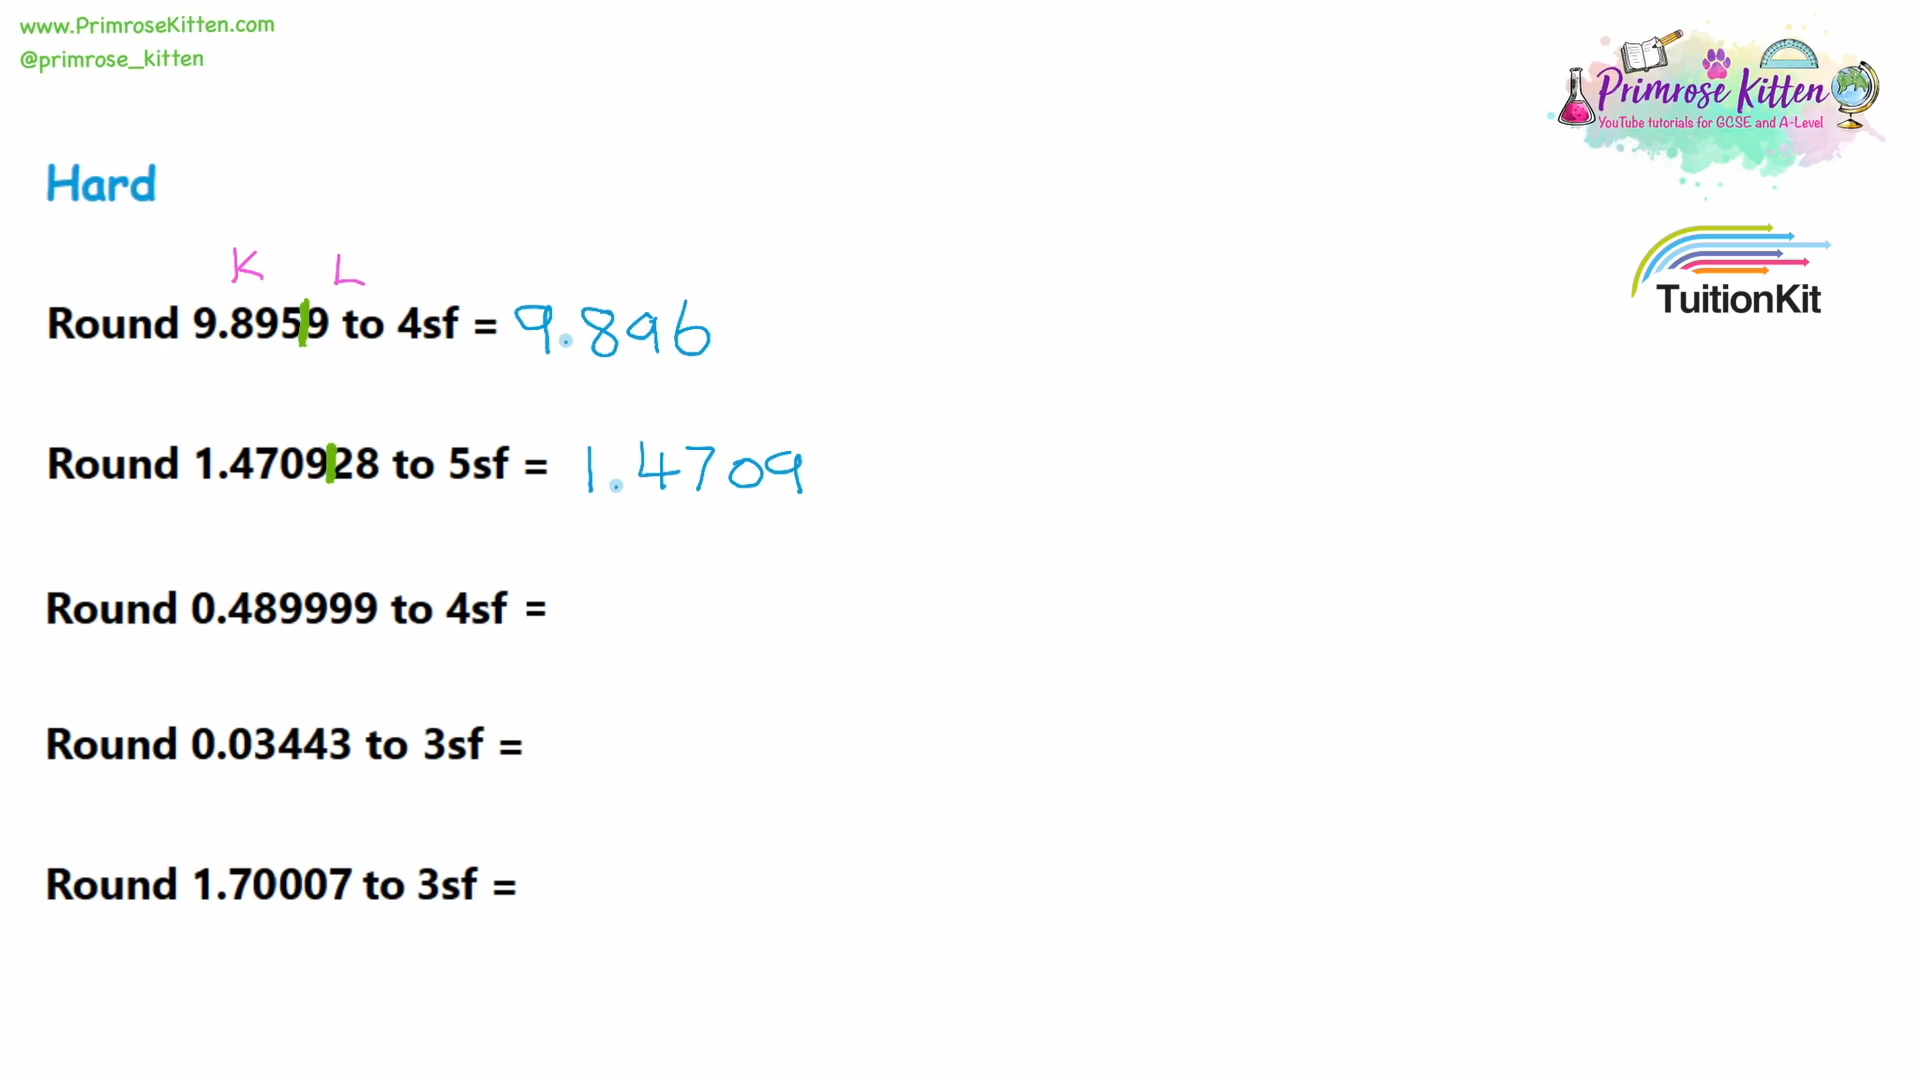 www.PrimroseKitten.com
@primrose_kitten
Primrose Kitten
YouTube tutorials for GCSE and A-Level
TuitionKit
Hard
K L
Round 9.8959 to 4sf = 9.896
Round 1.470928 to 5sf = 1.4709
Round 0.489999 to 4sf =
Round 0.03443 to 3sf =
Round 1.70007 to 3sf =